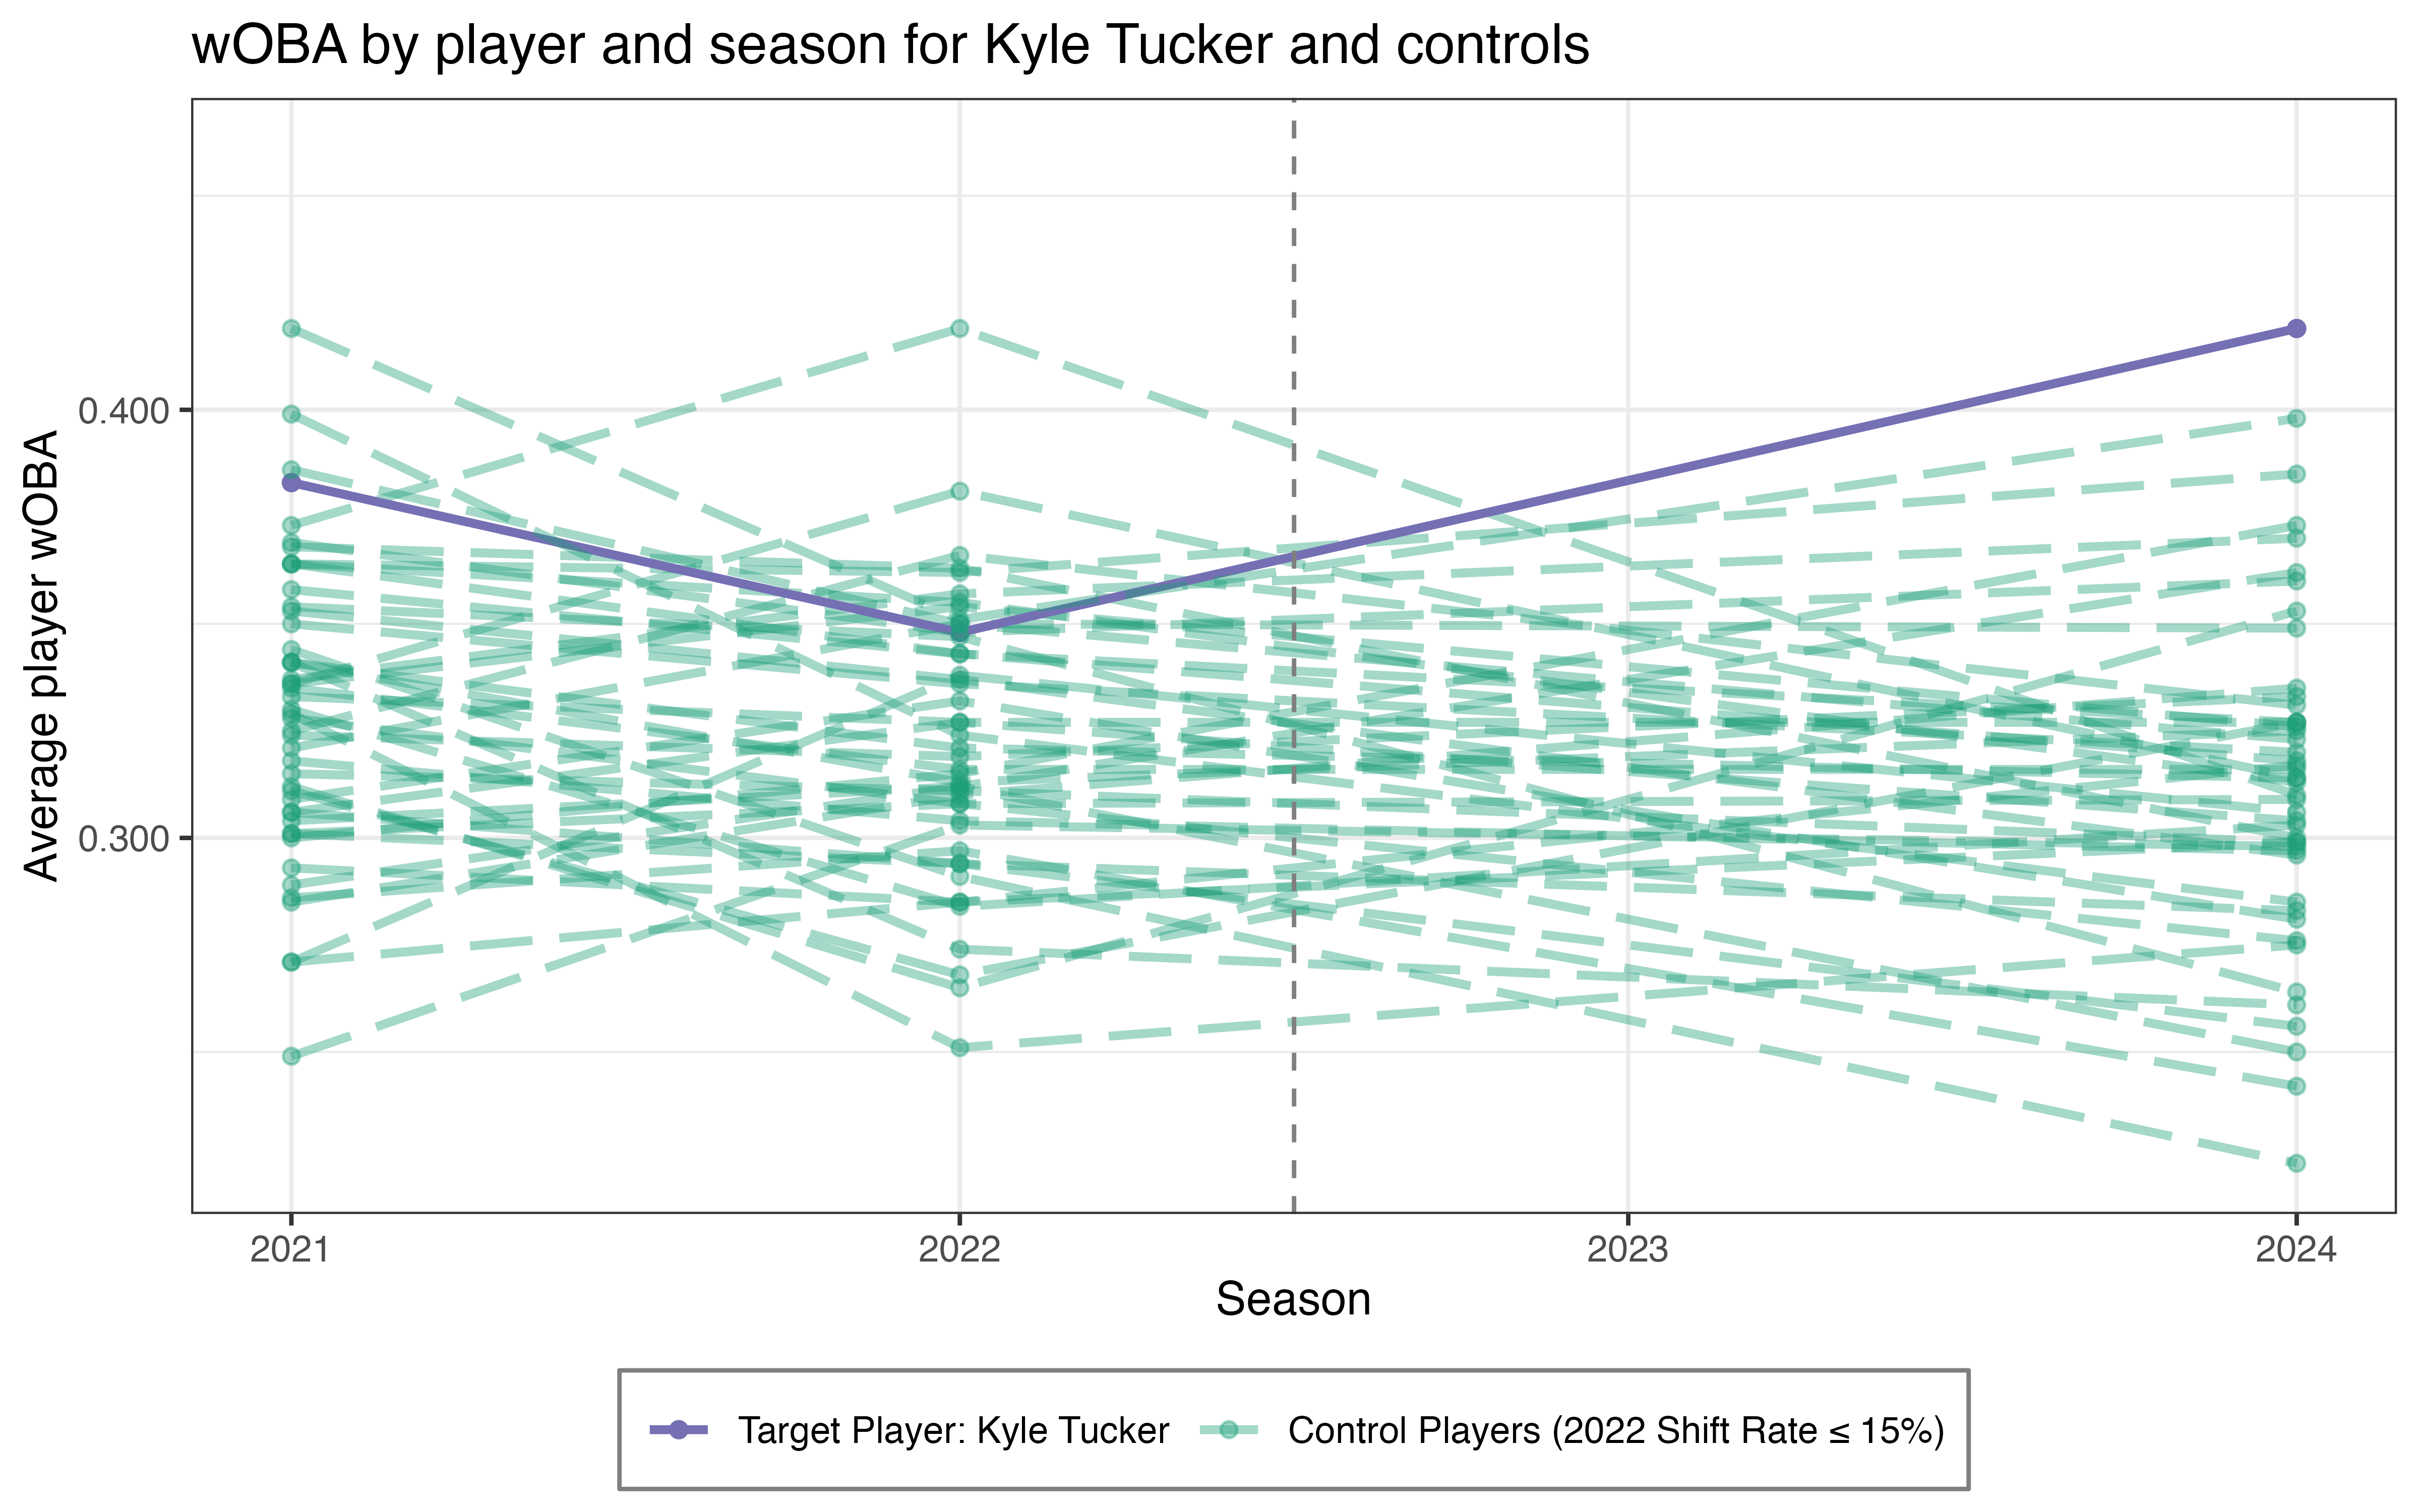 wOBA by player and season for Kyle Tucker and controls
Average player wOBA
0.400
0.300
2021
2022
2023
2024
Season
Target Player: Kyle Tucker
Control Players (2022 Shift Rate ≤ 15%)